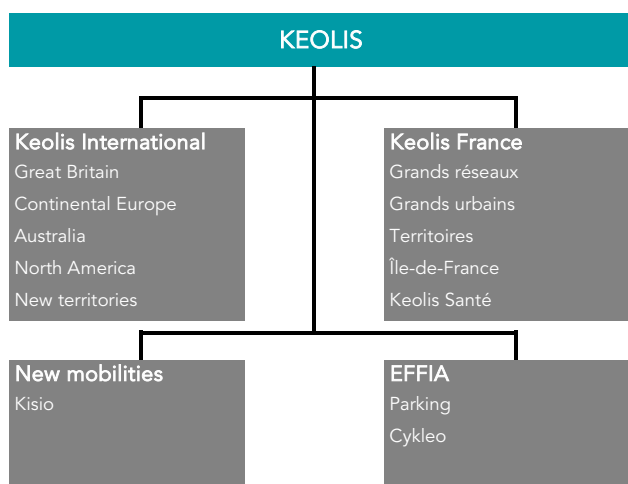 KEOLIS
Keolis International
Great Britain
Continental Europe
Australia
North America
New territories
Keolis France
Grands réseaux
Grands urbains
Territoires
Île-de-France
Keolis Santé
New mobilities
Kisio
EFFIA
Parking
Cykleo